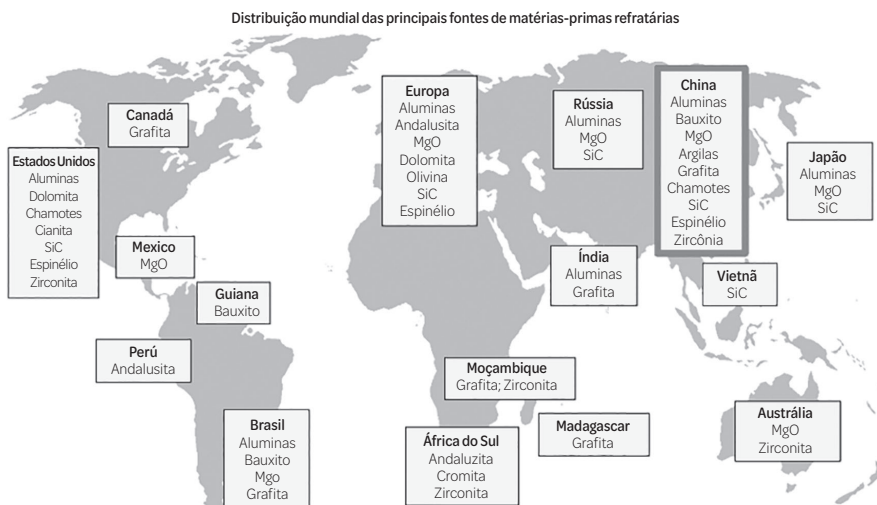 Distribuição mundial das principais fontes de matérias-primas refratárias
Canadá
Grafita
Estados Unidos
Aluminas
Dolomita
Chamotes
Cianita
SiC
Espinélio
Zirconita
Mexico
MgO
Guiana
Bauxito
Perú
Andalusita
Brasil
Aluminas
Bauxito
Mgo
Grafita
Europa
Aluminas
Andalusita
MgO
Dolomita
Olivina
SiC
Espinélio
Rússia
Aluminas
MgO
SiC
China
Aluminas
Bauxito
MgO
Argilas
Grafita
Chamotes
SiC
Espinélio
Zircônia
Japão
Aluminas
MgO
SiC
Índia
Aluminas
Grafita
Vietnã
SiC
Moçambique
Grafita; Zirconita
Madagascar
Grafita
África do Sul
Andaluzita
Cromita
Zirconita
Austrália
MgO
Zirconita